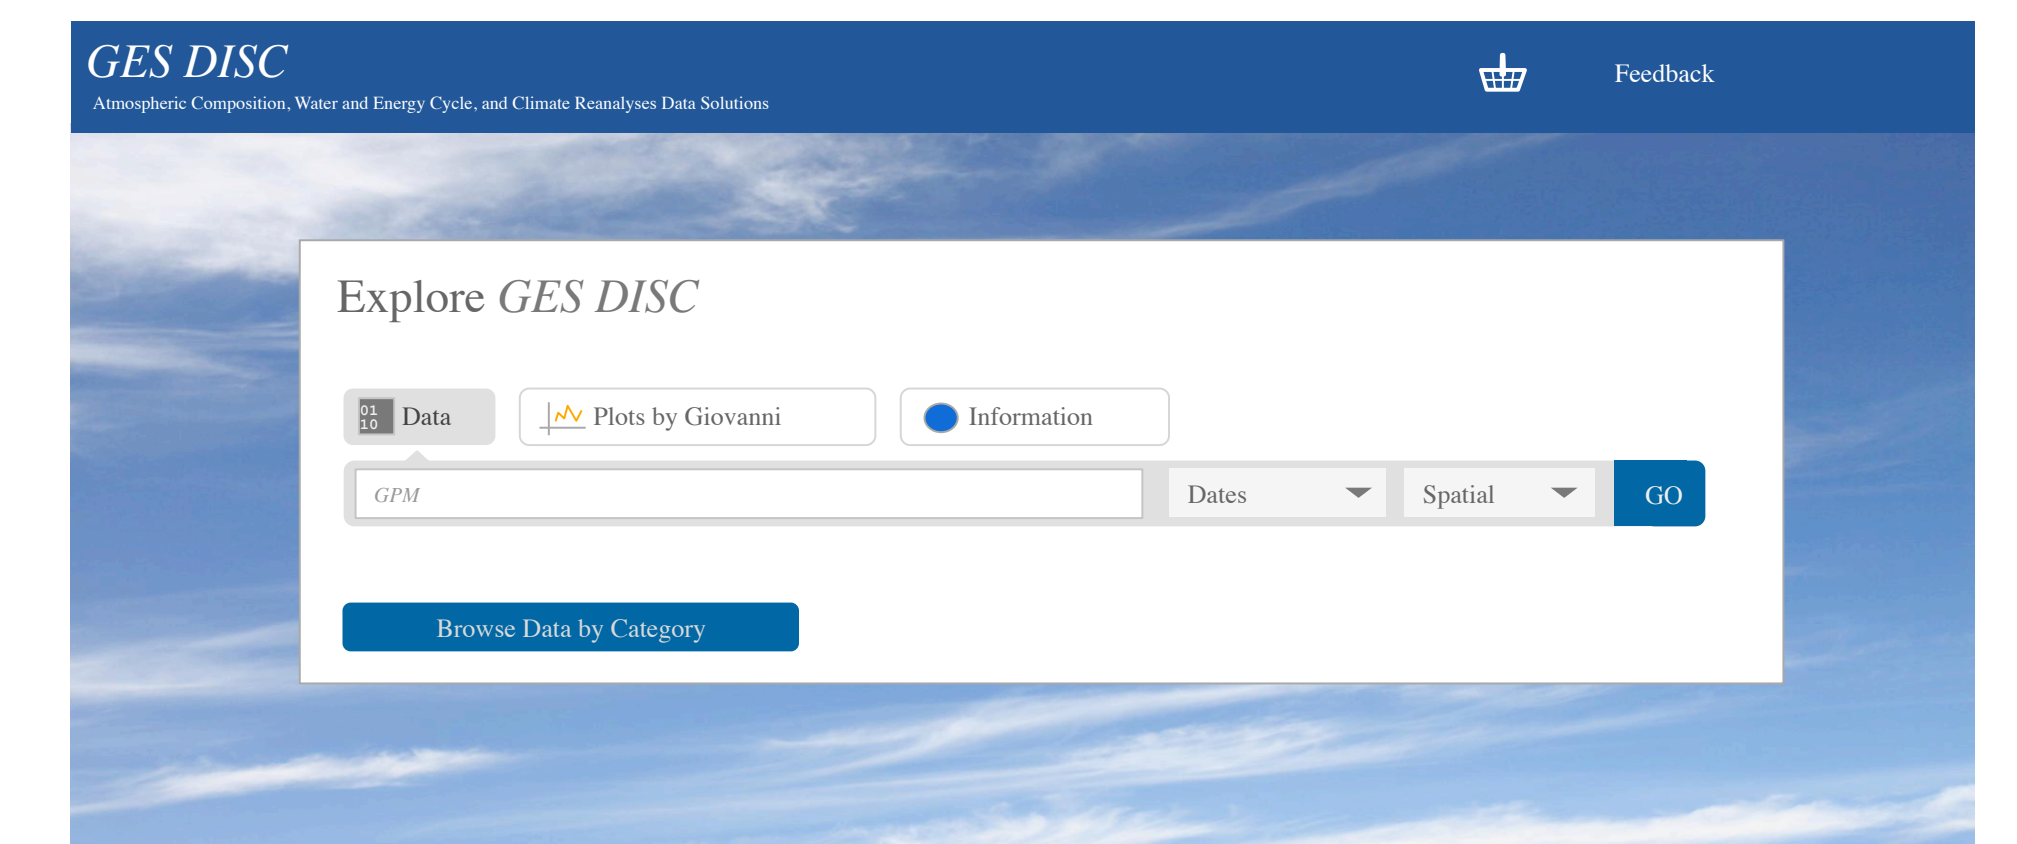 GES DISC
Atmospheric Composition, Water and Energy Cycle, and Climate Reanalyses Data Solutions
Feedback
Explore GES DISC
01
10
Data
Plots by Giovanni
Information
GPM
Dates
Spatial
GO
Browse Data by Category